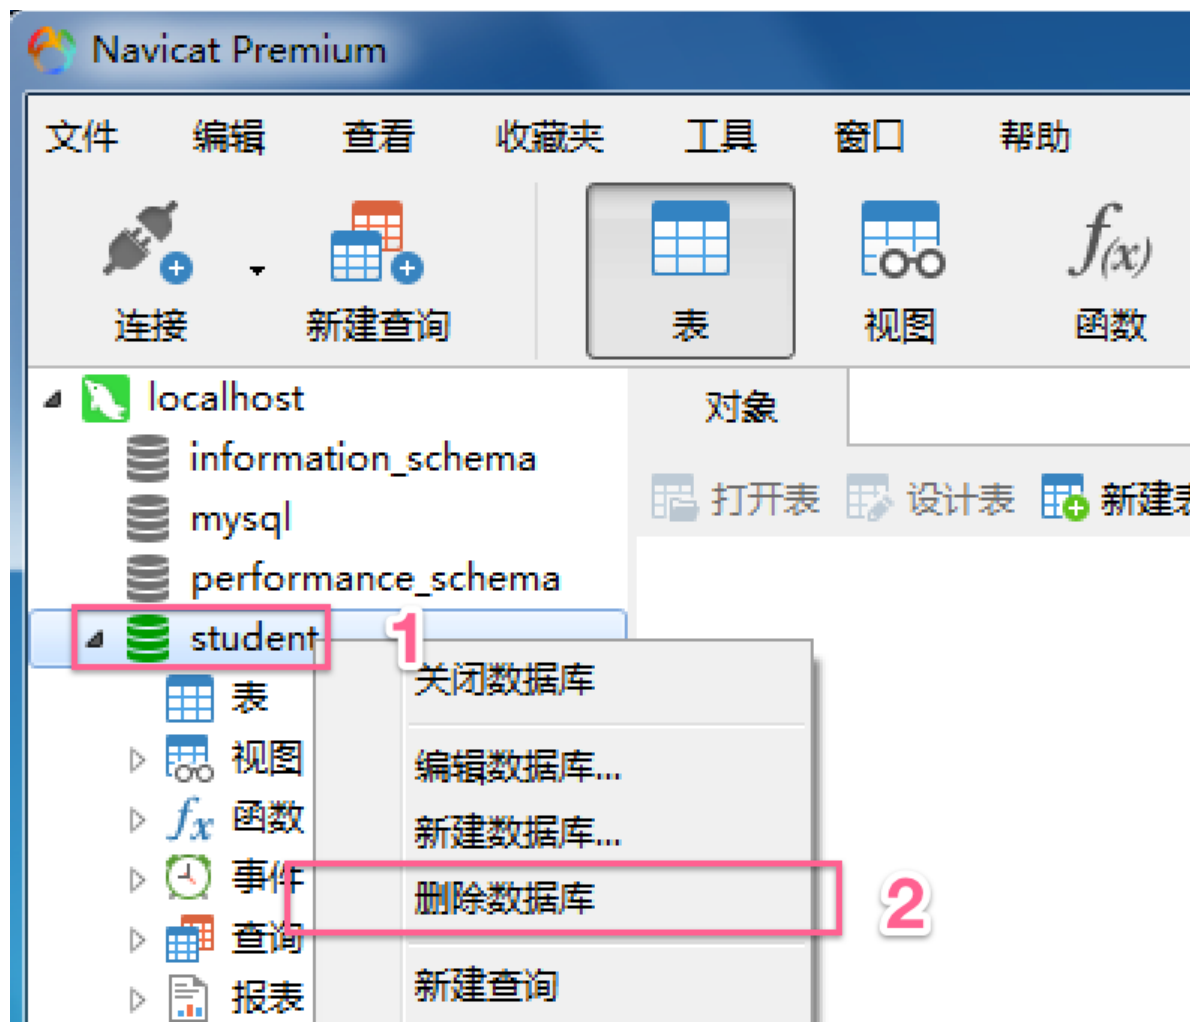 Navicat Premium
文件 编辑 查看 收藏夹 工具 窗口 帮助
连接 新建查询 表 视图 f(x) 函数
localhost
对象
information_schema
打开表 设计表 新建表
mysql
performance_schema
student 1
关闭数据库
表
视图
编辑数据库...
fx 函数
新建数据库...
事件
删除数据库 2
查询
新建查询
报表